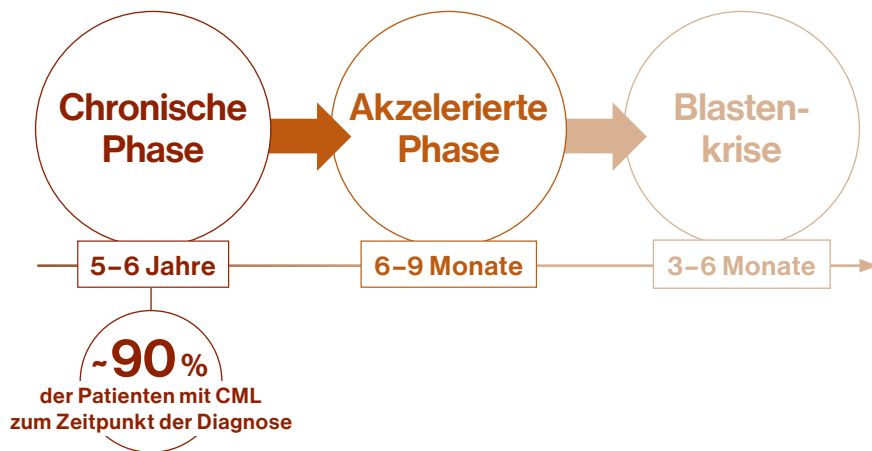 Chronische
Phase
Akzelerierte
Phase
Blasten-
krise
5–6 Jahre
6–9 Monate
3–6 Monate
~90 %
der Patienten mit CML
zum Zeitpunkt der Diagnose